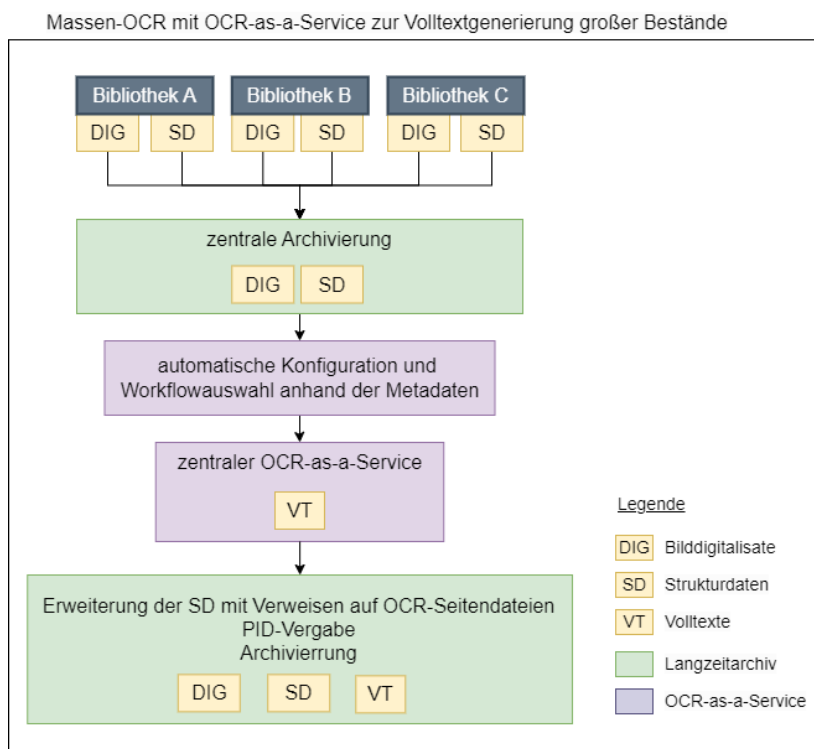 Massen-OCR mit OCR-as-a-Service zur Volltextgenerierung großer Bestände
Bibliothek A
Bibliothek B
Bibliothek C
DIG
SD
DIG
SD
DIG
SD
zentrale Archivierung
DIG
SD
automatische Konfiguration und
Workflowauswahl anhand der Metadaten
zentraler OCR-as-a-Service
VT
Erweiterung der SD mit Verweisen auf OCR-Seitendateien
PID-Vergabe
Archivierrung
DIG
SD
VT
Legende
DIG Bilddigitalisate
SD Strukturdaten
VT Volltexte
Langzeitarchiv
OCR-as-a-Service